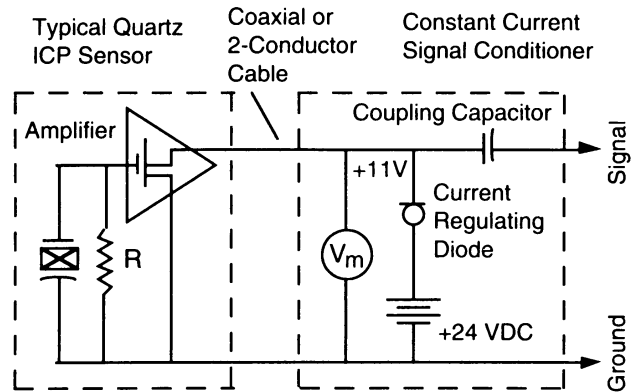 Typical Quartz
ICP Sensor
Coaxial or
2-Conductor
Cable
Constant Current
Signal Conditioner
Amplifier
Coupling Capacitor
+11V
Signal
Current
Regulating
Diode
R
Vm
+24 VDC
Ground